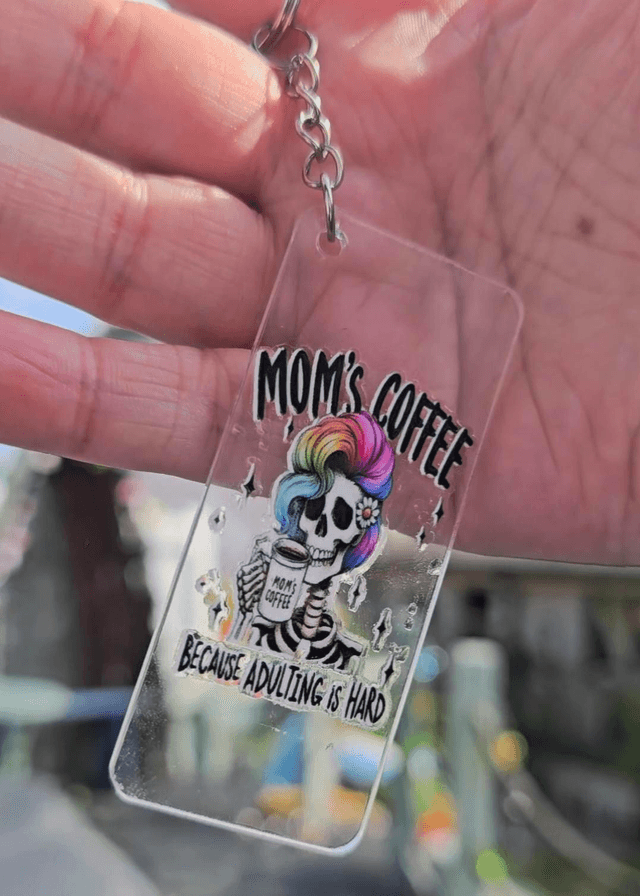 MOM'S COFFEE
MOM'S
COFFEE
BECAUSE ADULTING IS HARD